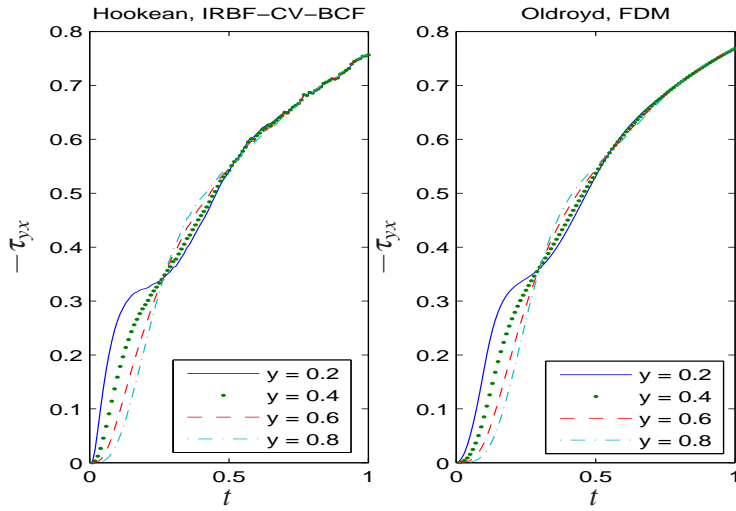 Hookean, IRBF−CV−BCF
0.8
0.7
0.6
0.5
0.4
0.3
0.2
0.1
0
−τyx
y = 0.2
y = 0.4
y = 0.6
y = 0.8
0
0.5
1
t
Oldroyd, FDM
0.8
0.7
0.6
0.5
0.4
0.3
0.2
0.1
0
−τyx
y = 0.2
y = 0.4
y = 0.6
y = 0.8
0
0.5
1
t